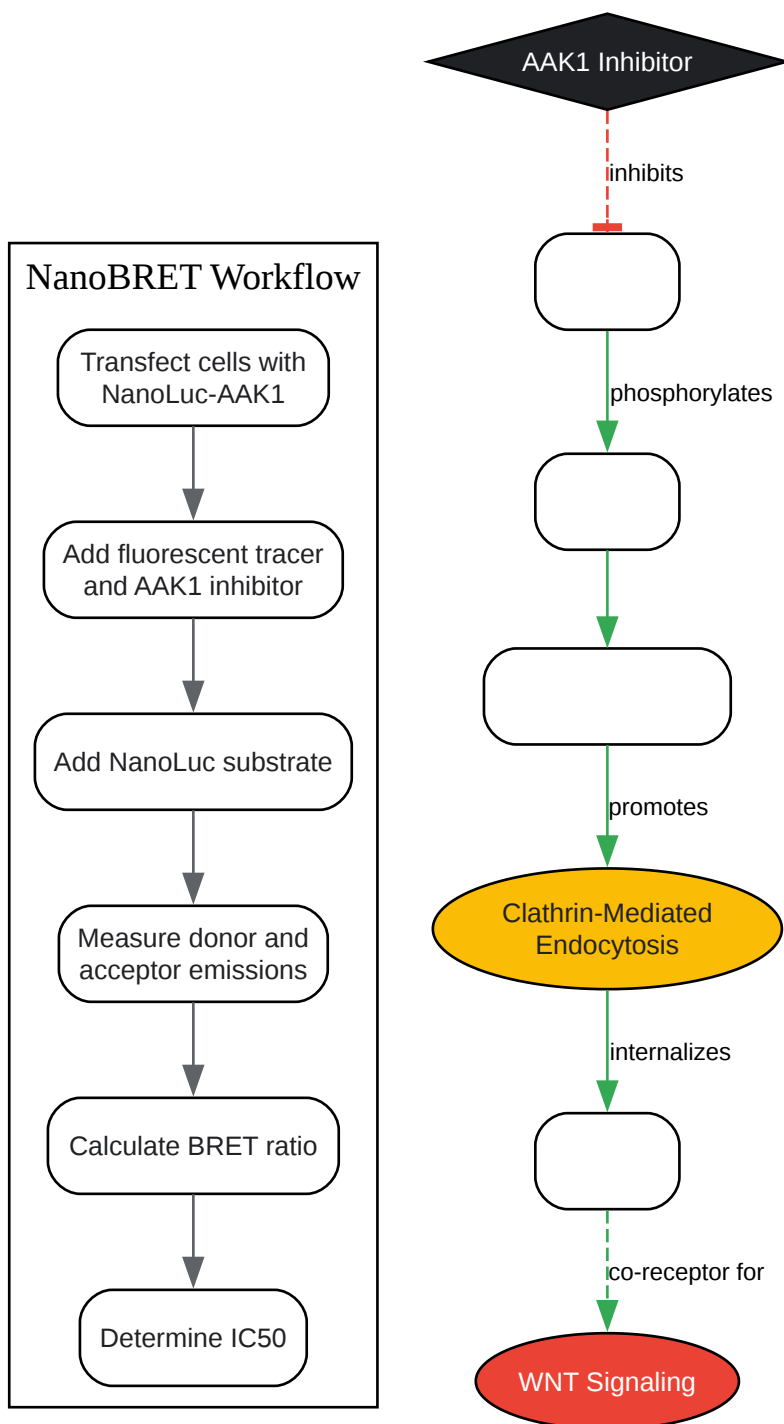 NanoBRET Workflow
Transfect cells with
NanoLuc-AAK1
Add fluorescent tracer
and AAK1 inhibitor
Add NanoLuc substrate
Measure donor and
acceptor emissions
Calculate BRET ratio
Determine IC50
AAK1 Inhibitor
inhibits
phosphorylates
promotes
Clathrin-Mediated
Endocytosis
internalizes
co-receptor for
WNT Signaling